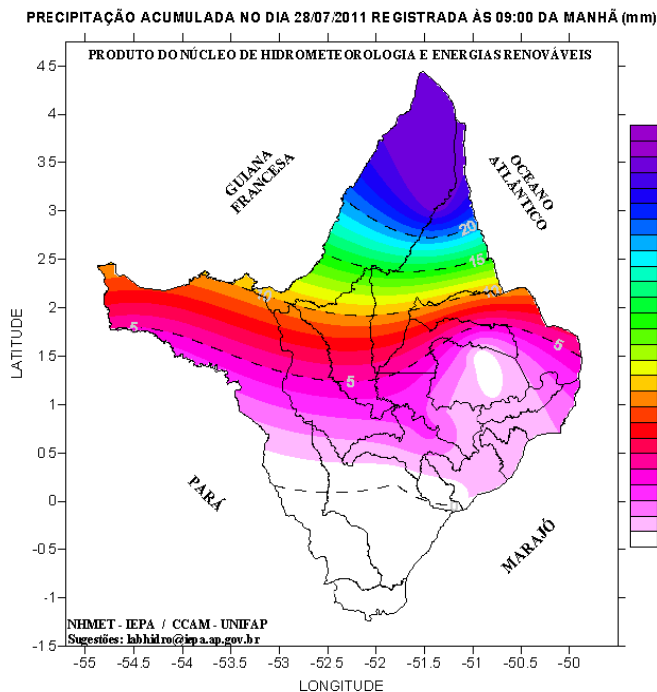 PRECIPITAÇÃO ACUMULADA NO DIA 28/07/2011 REGISTRADA ÀS 09:00 DA MANHÃ (mm)
PRODUTO DO NÚCLEO DE HIDROMETEOROLOGIA E ENERGIAS RENOVÁVEIS
GUIANA
FRANCESA
OCEANO
ATLÂNTICO
20
15
10
10
5
5
5
0
PARÁ
MARAJÓ
NHMET - IEPA / CCAM - UNIFAP
Sugestões: labhidro@iepa.ap.gov.br
LATITUDE
4.5
4
3.5
3
2.5
2
1.5
1
0.5
0
-0.5
-1
-1.5
-55 -54.5 -54 -53.5 -53 -52.5 -52 -51.5 -51 -50.5 -50
LONGITUDE